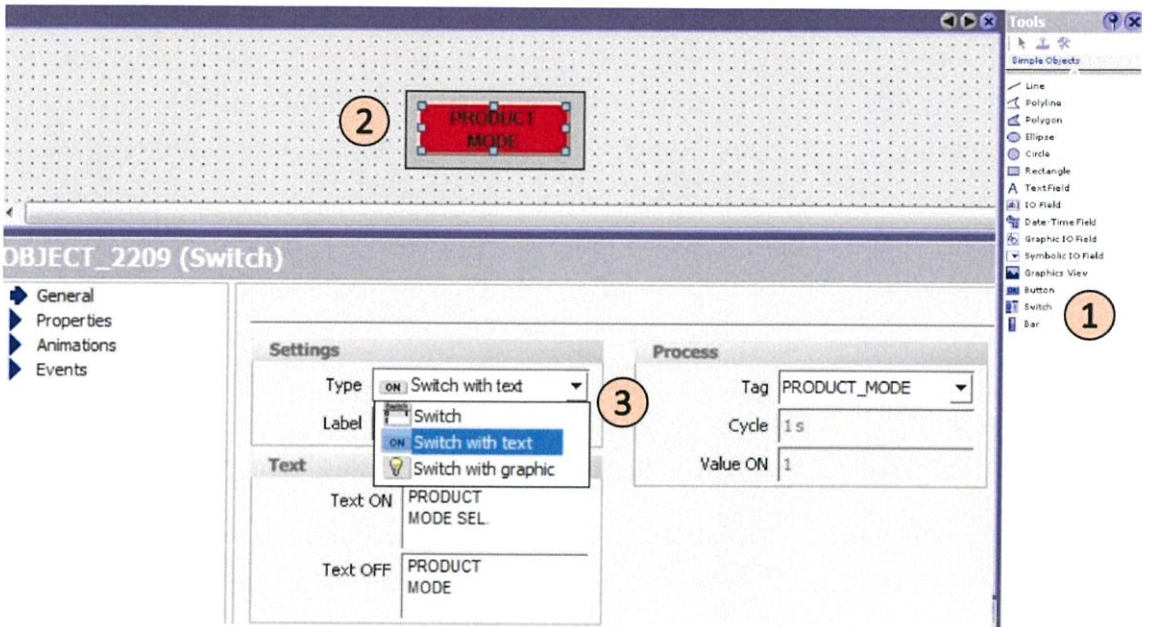 Tools
Simple Objects
Line
Polyline
Polygon
Ellipse
Circle
Rectangle
A TextField
IO Field
Date-Time Field
Graphic IO Field
Symbolic IO Field
Graphics View
Button
Switch
Bar
1
2
PRODUCT
MODE
OBJECT_2209 (Switch)
General
Properties
Animations
Events
Settings
Type ON Switch with text
Label
Switch
ON Switch with text
Switch with graphic
3
Text
Text ON PRODUCT
MODE SEL.
Text OFF PRODUCT
MODE
Process
Tag PRODUCT_MODE
Cycle 1 s
Value ON 1